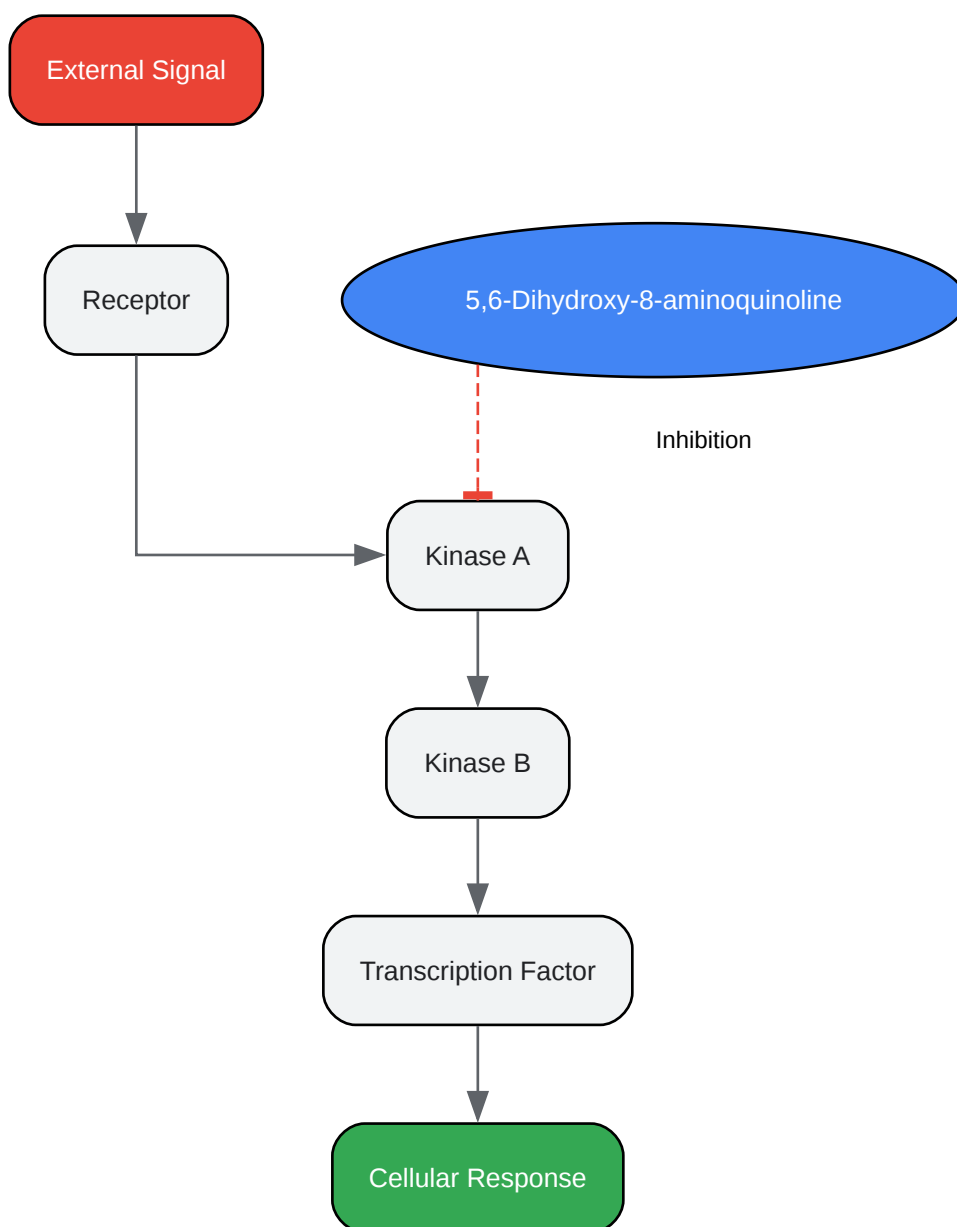 External Signal
Receptor
5,6-Dihydroxy-8-aminoquinoline
Inhibition
Kinase A
Kinase B
Transcription Factor
Cellular Response